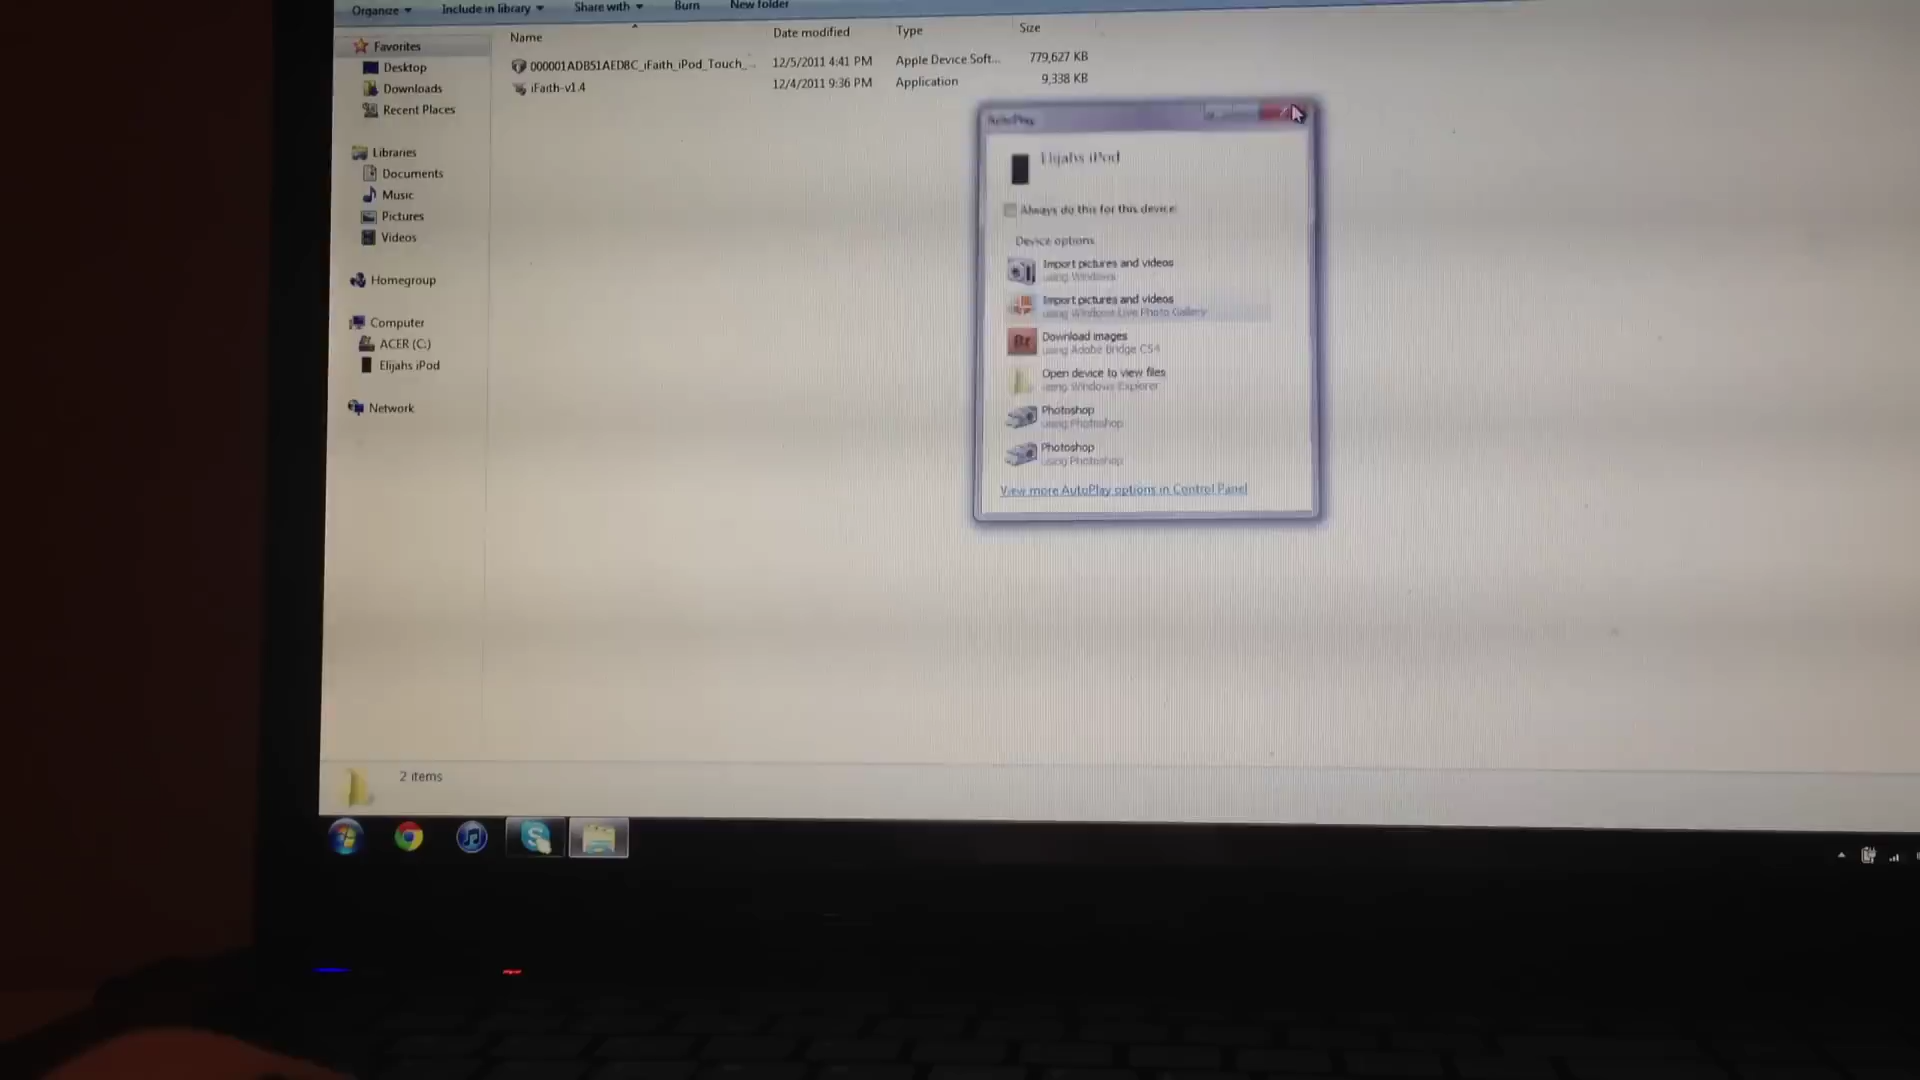 Organize Include in library Share with Burn New folder
Name Date modified Type Size
000001ADB51AED8C_iFaith_iPod_Touch_... 12/5/2011 4:41 PM Apple Device Soft... 779,627 KB
iFaith-v1.4 12/4/2011 9:36 PM Application 9,338 KB
Favorites
Desktop
Downloads
Recent Places
Libraries
Documents
Music
Pictures
Videos
Homegroup
Computer
ACER (C:)
Elijahs iPod
Network
AutoPlay
Elijahs iPod
Always do this for this device:
Device options
Import pictures and videos
using Windows
Import pictures and videos
using Windows Live Photo Gallery
Br
Download images
using Adobe Bridge CS4
Open device to view files
using Windows Explorer
Photoshop
using Photoshop
Photoshop
using Photoshop
View more AutoPlay options in Control Panel
2 items